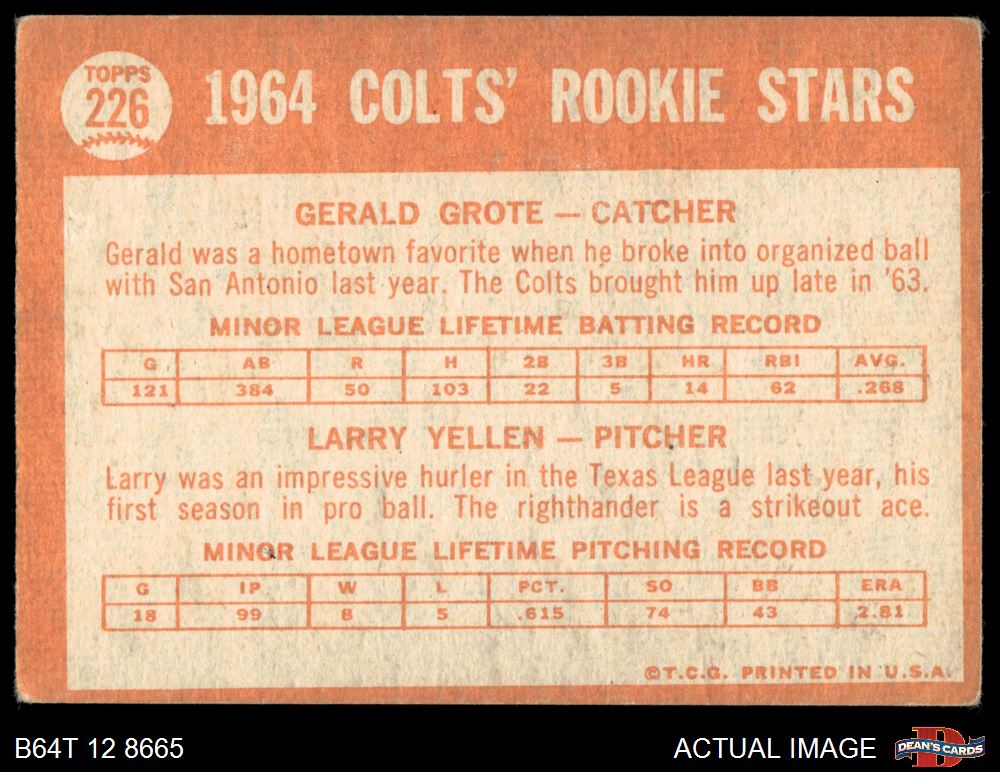 TOPPS
226
1964 COLTS' ROOKIE STARS
GERALD GROTE — CATCHER
Gerald was a hometown favorite when he broke into organized ball
with San Antonio last year. The Colts brought him up late in '63.
MINOR LEAGUE LIFETIME BATTING RECORD
G AB R H 2B 3B HR RBI AVG.
121 384 50 103 22 5 14 62 .268
LARRY YELLEN — PITCHER
Larry was an impressive hurler in the Texas League last year, his
first season in pro ball. The righthander is a strikeout ace.
MINOR LEAGUE LIFETIME PITCHING RECORD
G IP W L PCT. SO BB ERA
18 99 8 5 .615 74 43 2.81
©T.C.G. PRINTED IN U.S.A.
B64T 12 8665
ACTUAL IMAGE
D
DEAN'S CARDS